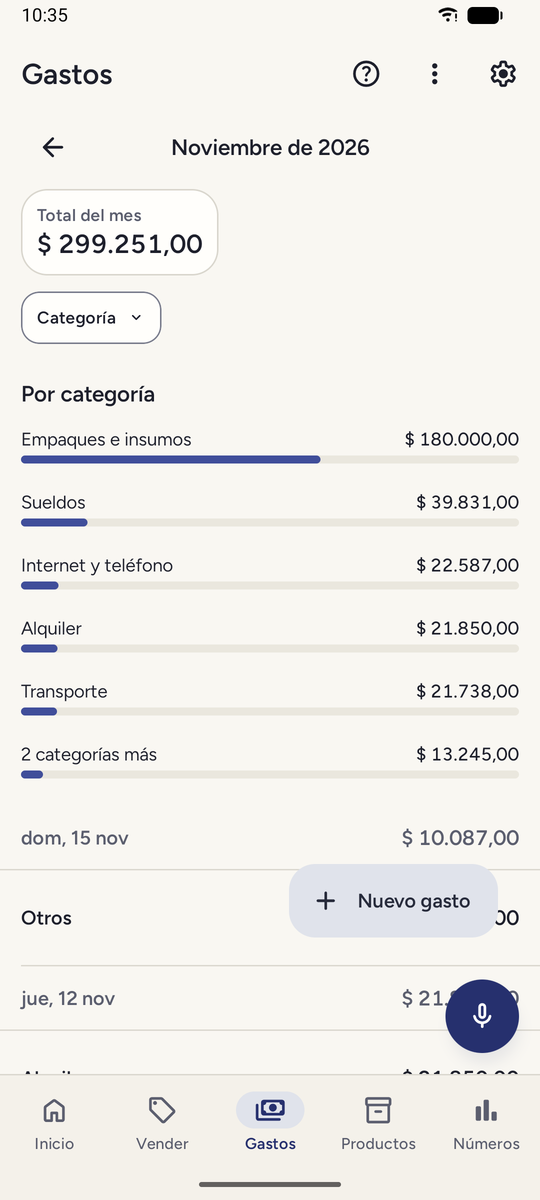 10:35
Gastos
Noviembre de 2026
Total del mes
$ 299.251,00
Categoría
Por categoría
Empaques e insumos $ 180.000,00
Sueldos $ 39.831,00
Internet y teléfono $ 22.587,00
Alquiler $ 21.850,00
Transporte $ 21.738,00
2 categorías más $ 13.245,00
dom, 15 nov $ 10.087,00
Nuevo gasto
Otros
jue, 12 nov
Inicio Vender Gastos Productos Números